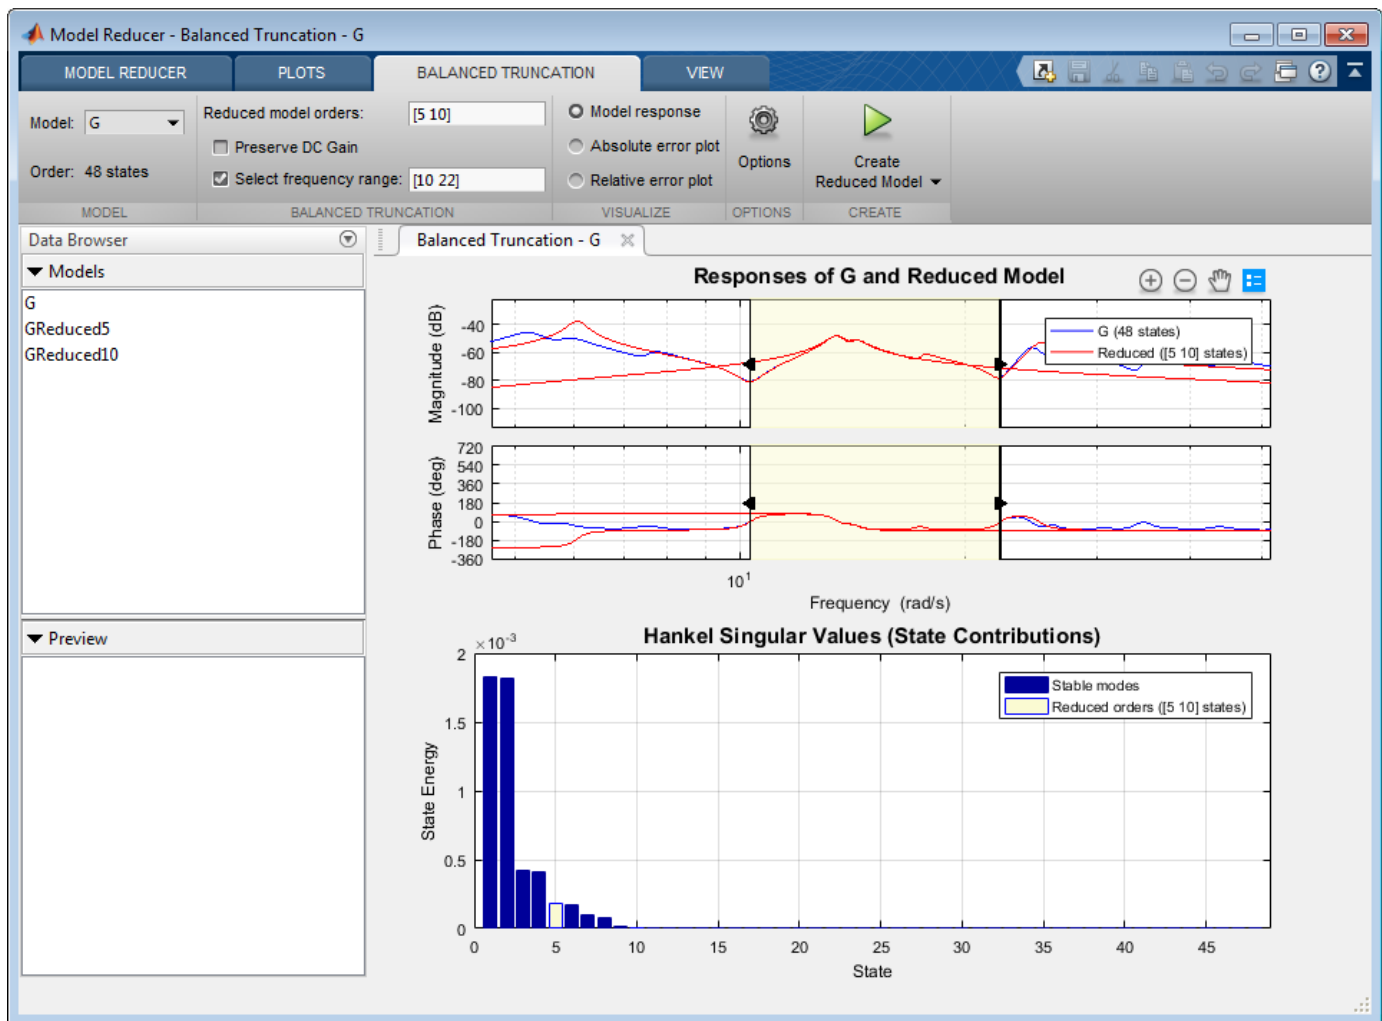 Model Reducer - Balanced Truncation - G
MODEL REDUCER PLOTS BALANCED TRUNCATION VIEW
Model: G
Order: 48 states
MODEL
Reduced model orders: [5 10]
Preserve DC Gain
Select frequency range: [10 22]
BALANCED TRUNCATION
Model response
Absolute error plot
Relative error plot
VISUALIZE
Options
OPTIONS
Create
Reduced Model
CREATE
Data Browser
Models
G
GReduced5
GReduced10
Preview
Balanced Truncation - G
Responses of G and Reduced Model
Magnitude (dB)
-40
-60
-80
-100
G (48 states)
Reduced ([5 10] states)
Phase (deg)
720
540
360
180
0
-180
-360
10^1
Frequency (rad/s)
Hankel Singular Values (State Contributions)
×10^-3
State Energy
2
1.5
1
0.5
0
Stable modes
Reduced orders ([5 10] states)
0 5 10 15 20 25 30 35 40 45
State